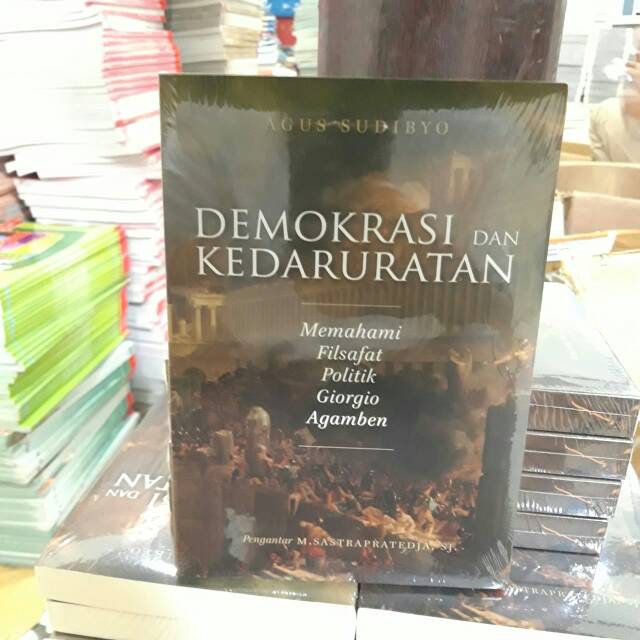 AGUS SUDIBYO
DEMOKRASI DAN
KEDARURATAN
Memahami
Filsafat
Politik
Giorgio
Agamben
Pengantar M.SASTRAPRATEDJA, SJ.